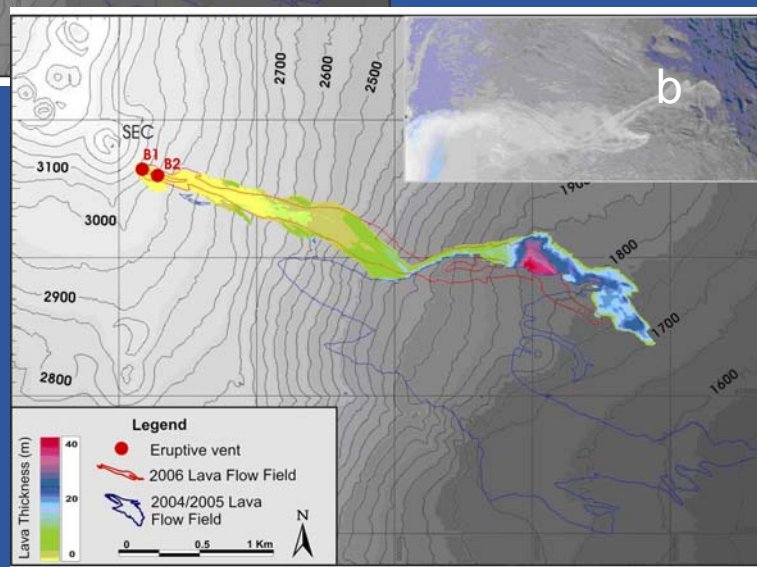 b
2700
2600
2500
SEC
B1
B2
3100
3000
2900
2800
1900
1800
1700
1600
Legend
Eruptive vent
2006 Lava Flow Field
2004/2005 Lava
Flow Field
Lava Thickness (m)
40
20
0
N
0 0.5 1 Km